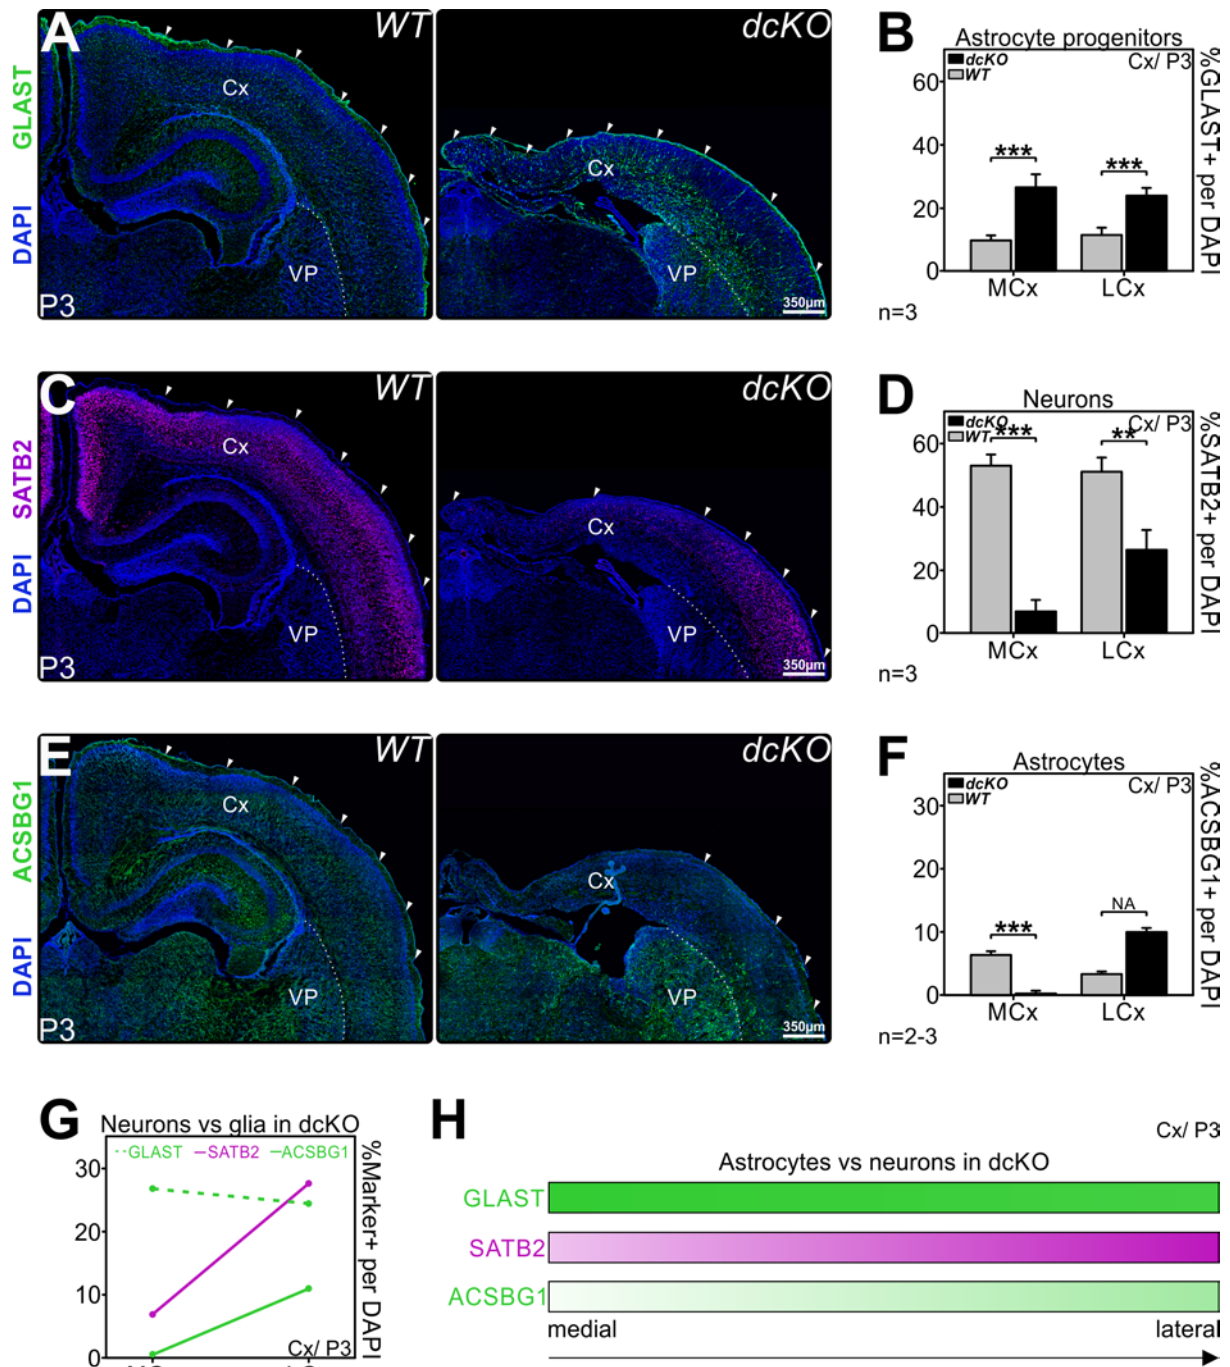 A
WT
GLAST
DAPI
Cx
VP
P3
dcKO
Cx
VP
350µm
B
Astrocyte progenitors
dcKO
WT
Cx/ P3
%GLAST+ per DAPI
60
40
20
0
***
***
MCx
LCx
n=3
C
WT
SATB2
DAPI
Cx
VP
P3
dcKO
Cx
VP
350µm
D
Neurons
dcKO
WT
Cx/ P3
%SATB2+ per DAPI
60
40
20
0
***
**
MCx
LCx
n=3
E
WT
ACSBG1
DAPI
Cx
VP
P3
dcKO
Cx
VP
350µm
F
Astrocytes
dcKO
WT
Cx/ P3
%ACSBG1+ per DAPI
30
20
10
0
***
NA
MCx
LCx
n=2-3
G
Neurons vs glia in dcKO
GLAST SATB2 ACSBG1
%Marker+ per DAPI
30
20
10
0
Cx/ P3
H
Cx/ P3
Astrocytes vs neurons in dcKO
GLAST
SATB2
ACSBG1
medial lateral